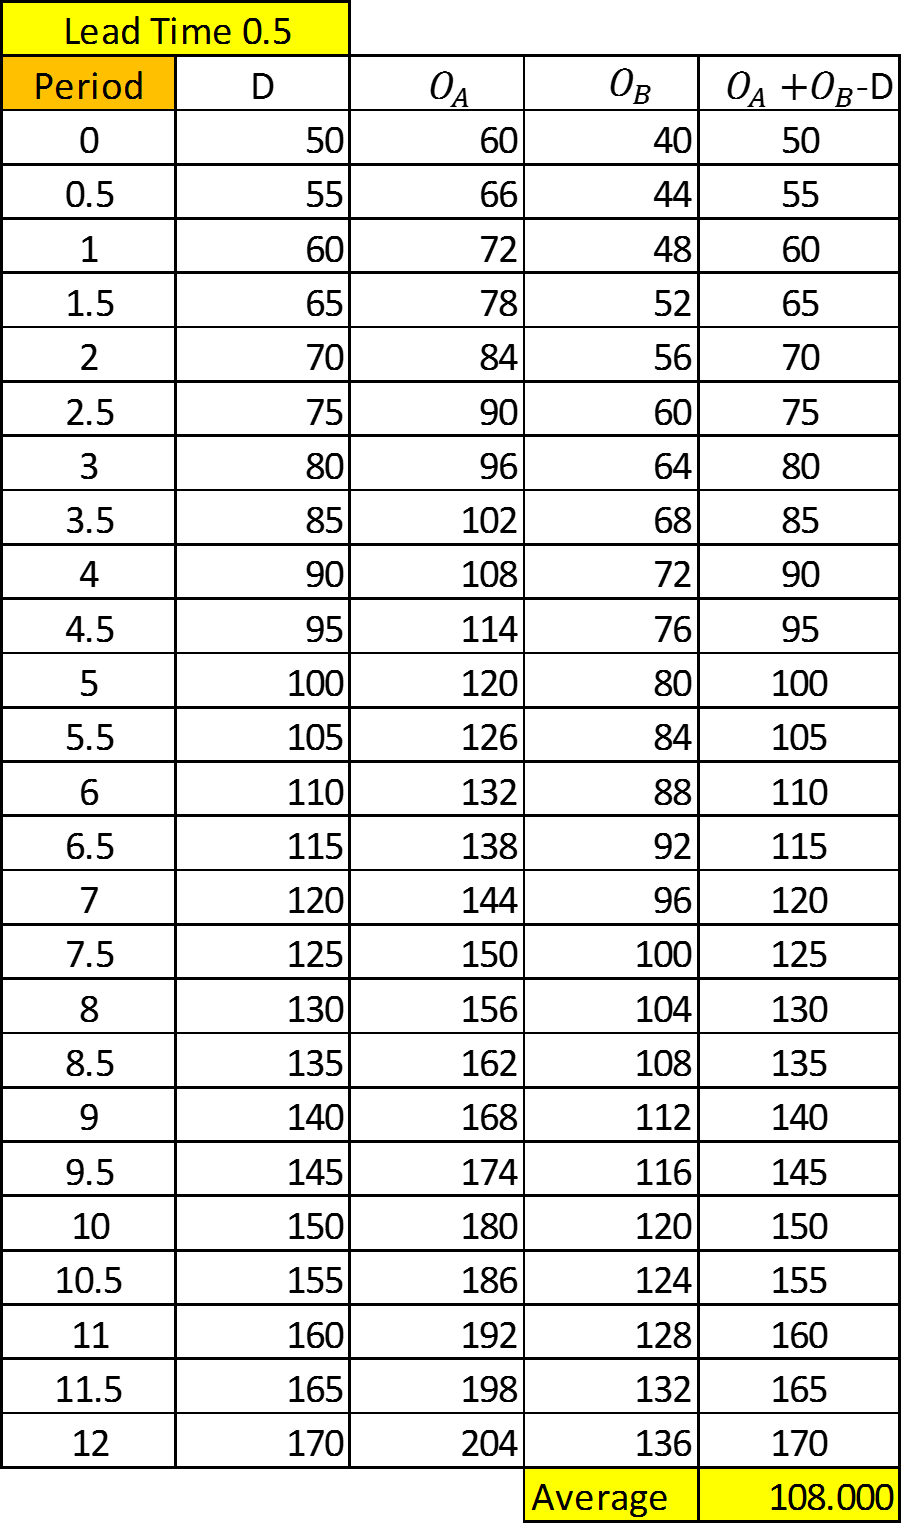 Lead Time 0.5
Period D O_A O_B O_A +O_B-D
0 50 60 40 50
0.5 55 66 44 55
1 60 72 48 60
1.5 65 78 52 65
2 70 84 56 70
2.5 75 90 60 75
3 80 96 64 80
3.5 85 102 68 85
4 90 108 72 90
4.5 95 114 76 95
5 100 120 80 100
5.5 105 126 84 105
6 110 132 88 110
6.5 115 138 92 115
7 120 144 96 120
7.5 125 150 100 125
8 130 156 104 130
8.5 135 162 108 135
9 140 168 112 140
9.5 145 174 116 145
10 150 180 120 150
10.5 155 186 124 155
11 160 192 128 160
11.5 165 198 132 165
12 170 204 136 170
Average 108.000